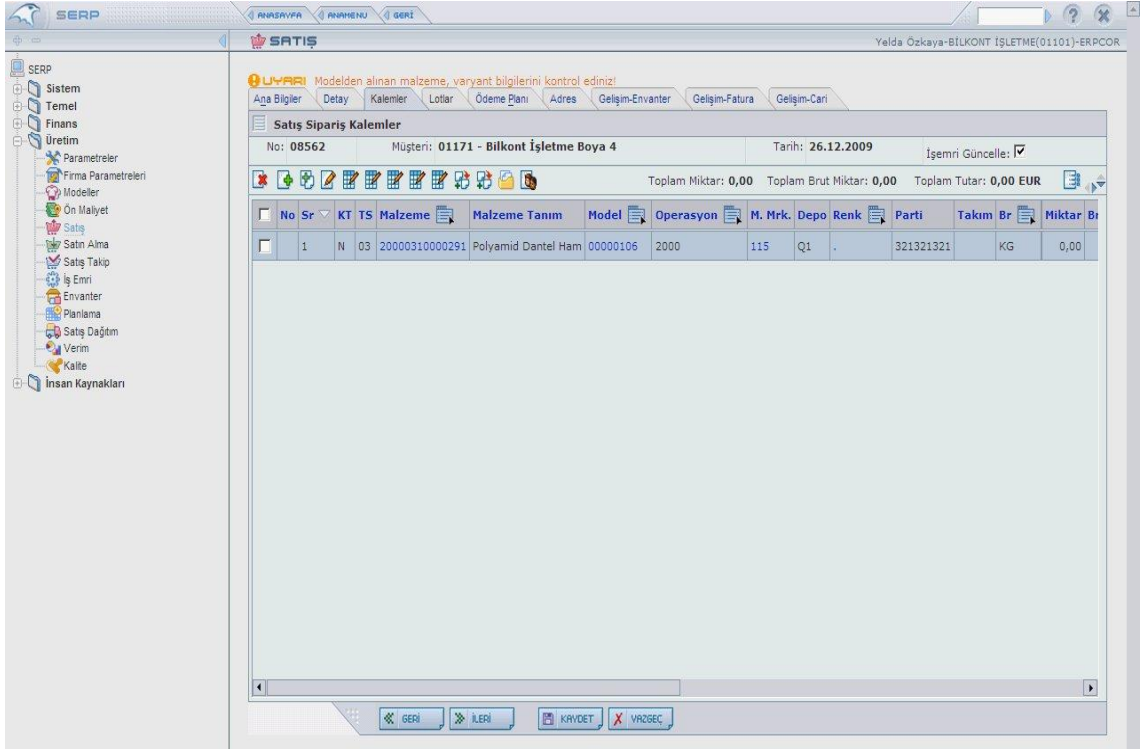 SERP
ANASAYFA ANAMENU GERİ
SATIŞ
Yelda Özkaya-BİLKONT İŞLETME(01101)-ERPCOR
SERP
Sistem
Temel
Finans
Üretim
Parametreler
Firma Parametreleri
Modeller
Ön Maliyet
Satış
Satın Alma
Satış Takip
İş Emri
Envanter
Planlama
Satış Dağıtım
Verim
Kalite
İnsan Kaynakları
UYARI Modelden alınan malzeme, varyant bilgilerini kontrol ediniz!
Ana Bilgiler Detay Kalemler Lotlar Ödeme Planı Adres Gelişim-Envanter Gelişim-Fatura Gelişim-Cari
Satış Sipariş Kalemler
No: 08562 Müşteri: 01171 - Bilkont İşletme Boya 4 Tarih: 26.12.2009 İşemri Güncelle:
Toplam Miktar: 0,00 Toplam Brut Miktar: 0,00 Toplam Tutar: 0,00 EUR
No Sr KT TS Malzeme Malzeme Tanım Model Operasyon M. Mrk. Depo Renk Parti Takım Br Miktar Br
1 N 03 20000310000291 Polyamid Dantel Ham 00000106 2000 115 Q1 . 321321321 KG 0,00
GERİ İLERİ KAYDET VAZGEÇ